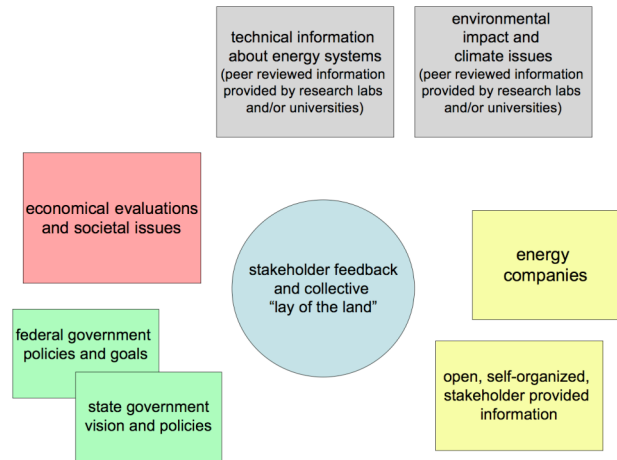 technical information
about energy systems
(peer reviewed information
provided by research labs
and/or universities)
environmental
impact and
climate issues
(peer reviewed information
provided by research labs
and/or universities)
economical evaluations
and societal issues
stakeholder feedback
and collective
“lay of the land”
energy
companies
federal government
policies and goals
state government
vision and policies
open, self-organized,
stakeholder provided
information